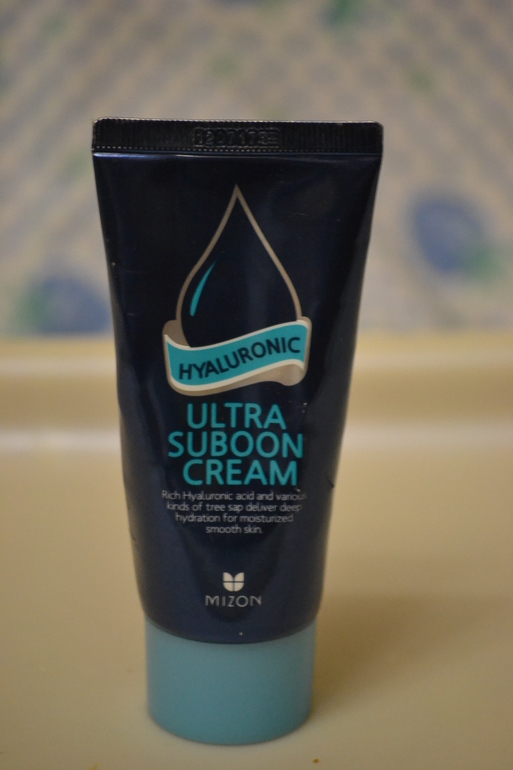 HYALURONIC
ULTRA
SUBOON
CREAM
Rich Hyaluronic acid and various
kinds of tree sap deliver deep
hydration for moisturized
smooth skin.
MIZON